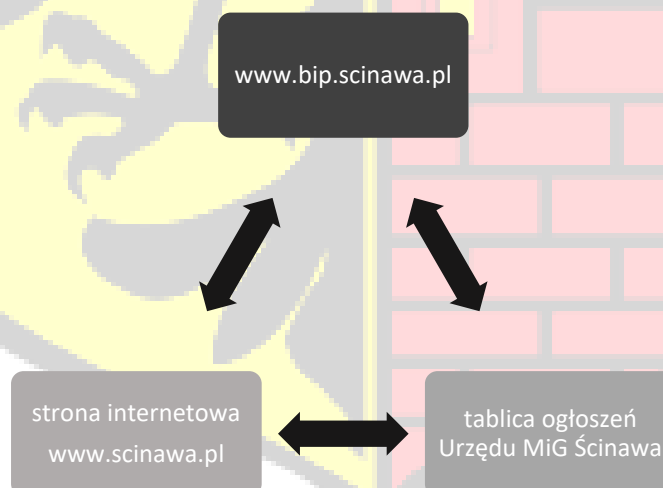 www.bip.scinawa.pl
strona internetowa
www.scinawa.pl
tablica ogłoszeń
Urzędu MiG Ścinawa